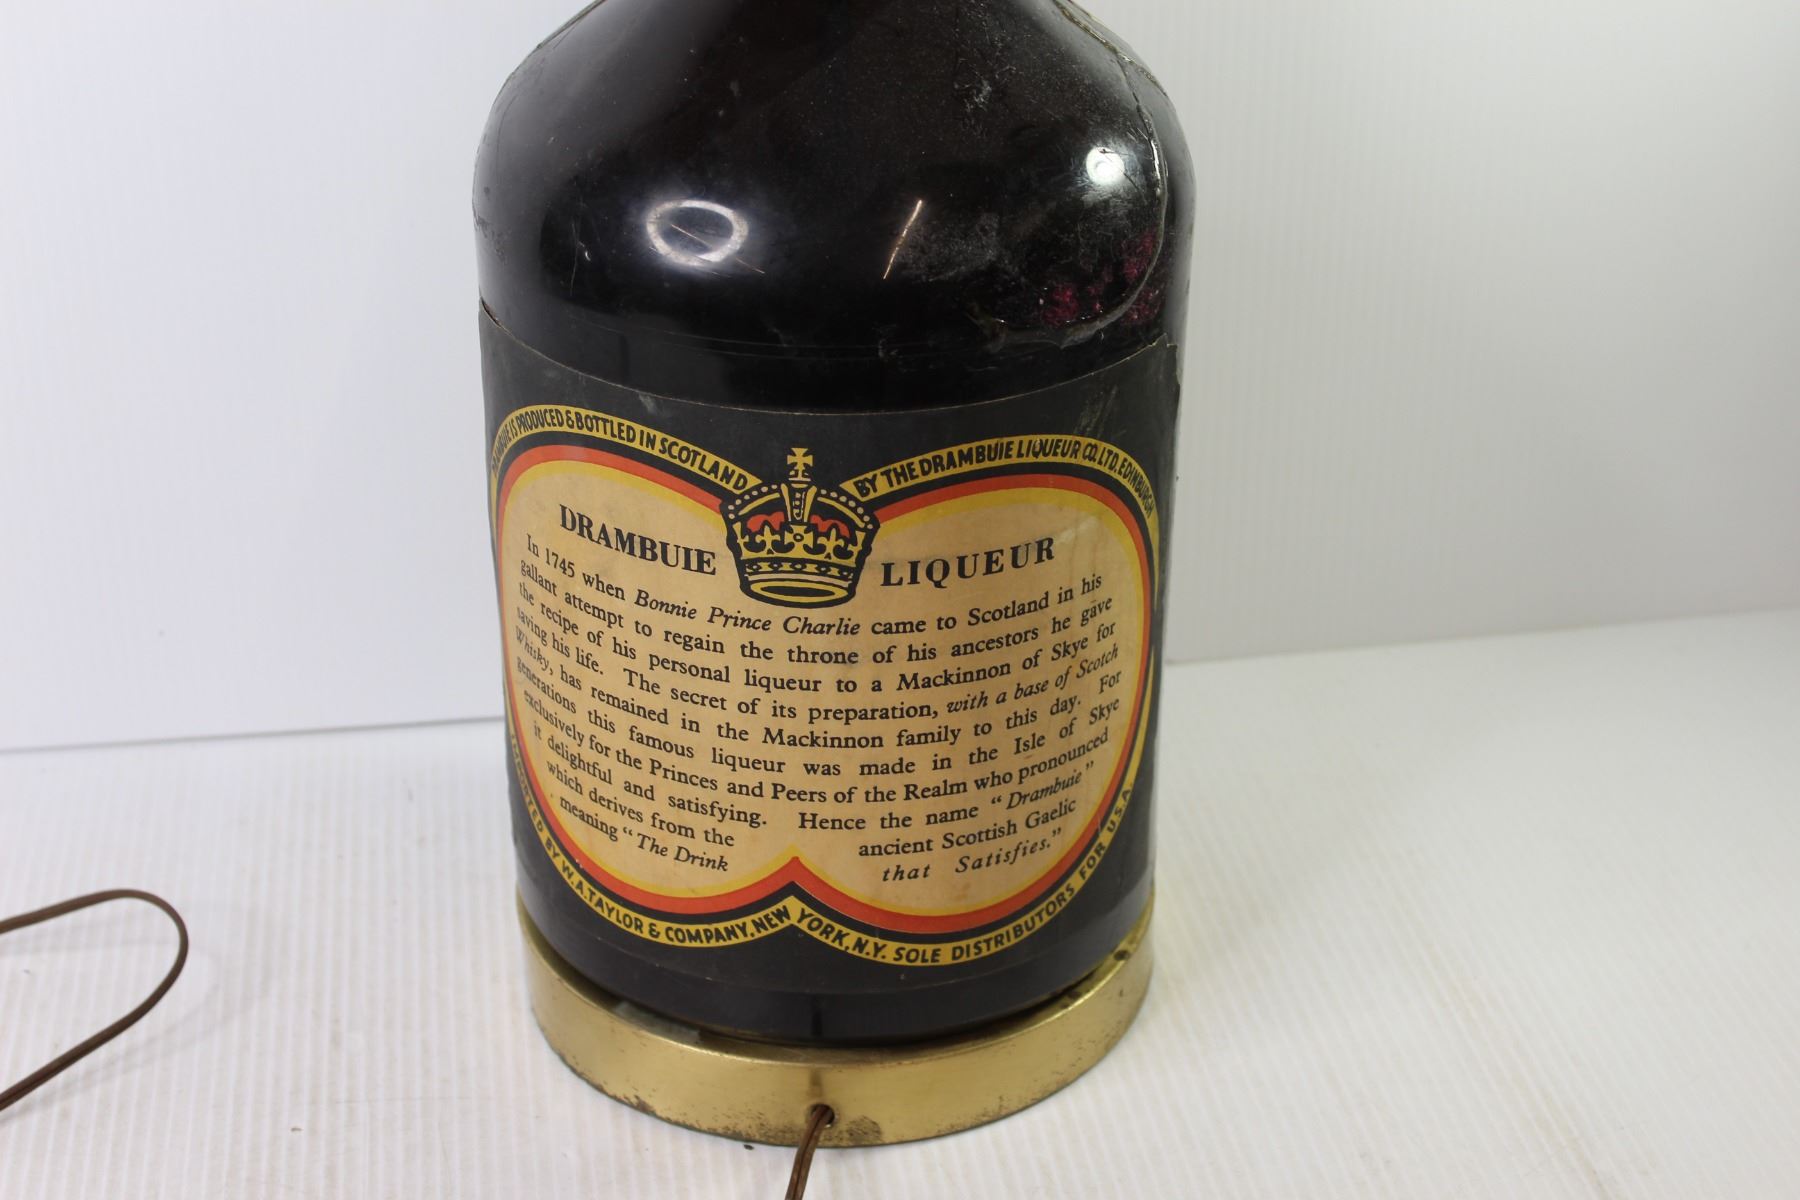 DRAMBUIE IS PRODUCED & BOTTLED IN SCOTLAND
BY THE DRAMBUIE LIQUEUR CO. LTD. EDINBURGH
DRAMBUIE LIQUEUR
In 1745 when Bonnie Prince Charlie came to Scotland in his
gallant attempt to regain the throne of his ancestors he gave
the recipe of his personal liqueur to a Mackinnon of Skye for
saving his life. The secret of its preparation, with a base of Scotch
Whisky, has remained in the Mackinnon family to this day. For
generations this famous liqueur was made in the Isle of Skye
exclusively for the Princes and Peers of the Realm who pronounced
it delightful and satisfying. Hence the name "Drambuie"
which derives from the ancient Scottish Gaelic
meaning "The Drink that Satisfies."
IMPORTED BY W.A. TAYLOR & COMPANY, NEW YORK, N.Y. SOLE DISTRIBUTORS FOR U.S.A.